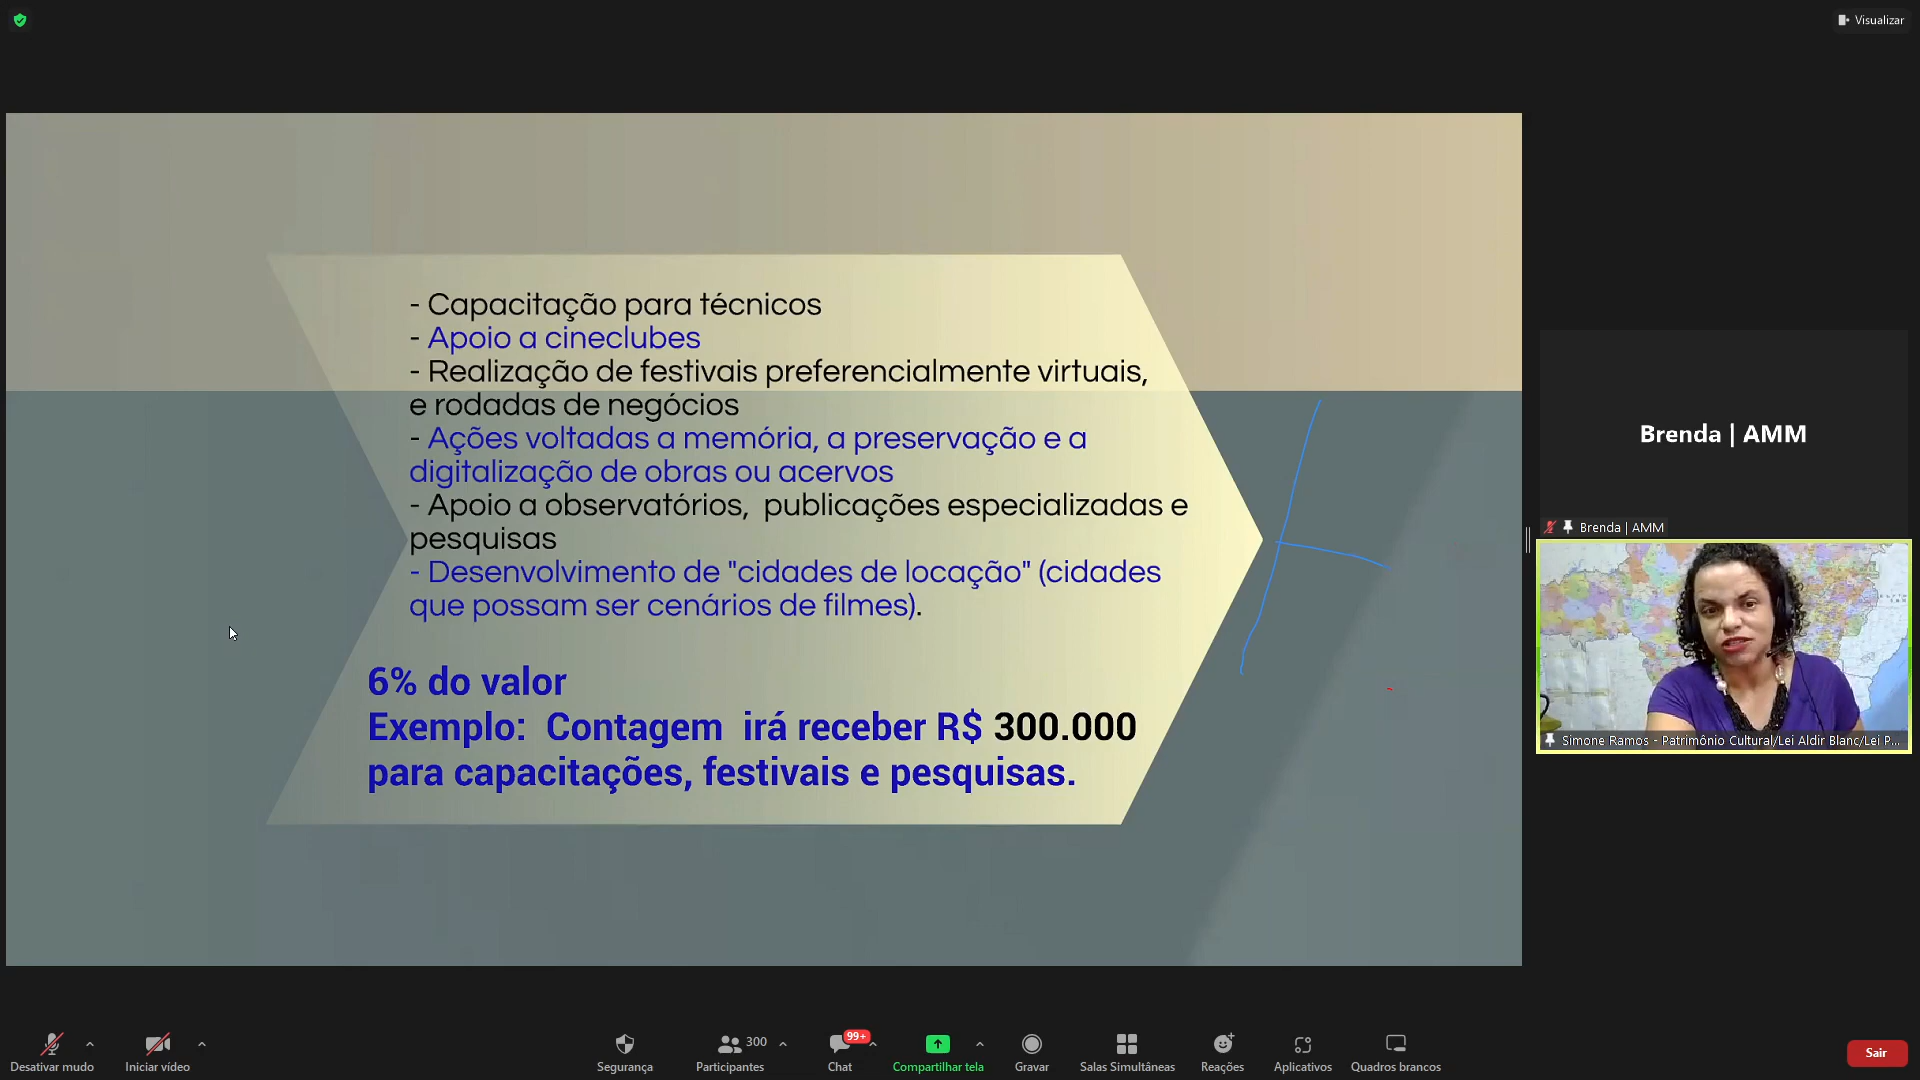 Visualizar
- Capacitação para técnicos
- Apoio a cineclubes
- Realização de festivais preferencialmente virtuais,
e rodadas de negócios
- Ações voltadas a memória, a preservação e a
digitalização de obras ou acervos
- Apoio a observatórios, publicações especializadas e
pesquisas
- Desenvolvimento de "cidades de locação" (cidades
que possam ser cenários de filmes).
6% do valor
Exemplo: Contagem irá receber R$ 300.000
para capacitações, festivais e pesquisas.
Brenda | AMM
Brenda | AMM
Simone Ramos - Patrimônio Cultural/Lei Aldir Blanc/Lei P...
Desativar mudo
Iniciar vídeo
Segurança
300
Participantes
99+
Chat
Compartilhar tela
Gravar
Salas Simultâneas
Reações
Aplicativos
Quadros brancos
Sair